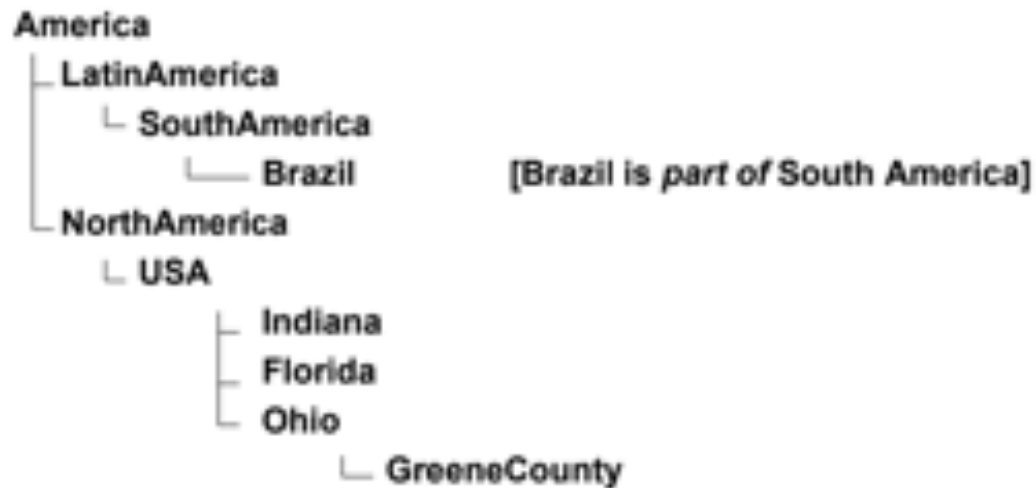 America
LatinAmerica
SouthAmerica
Brazil [Brazil is part of South America]
NorthAmerica
USA
Indiana
Florida
Ohio
GreeneCounty